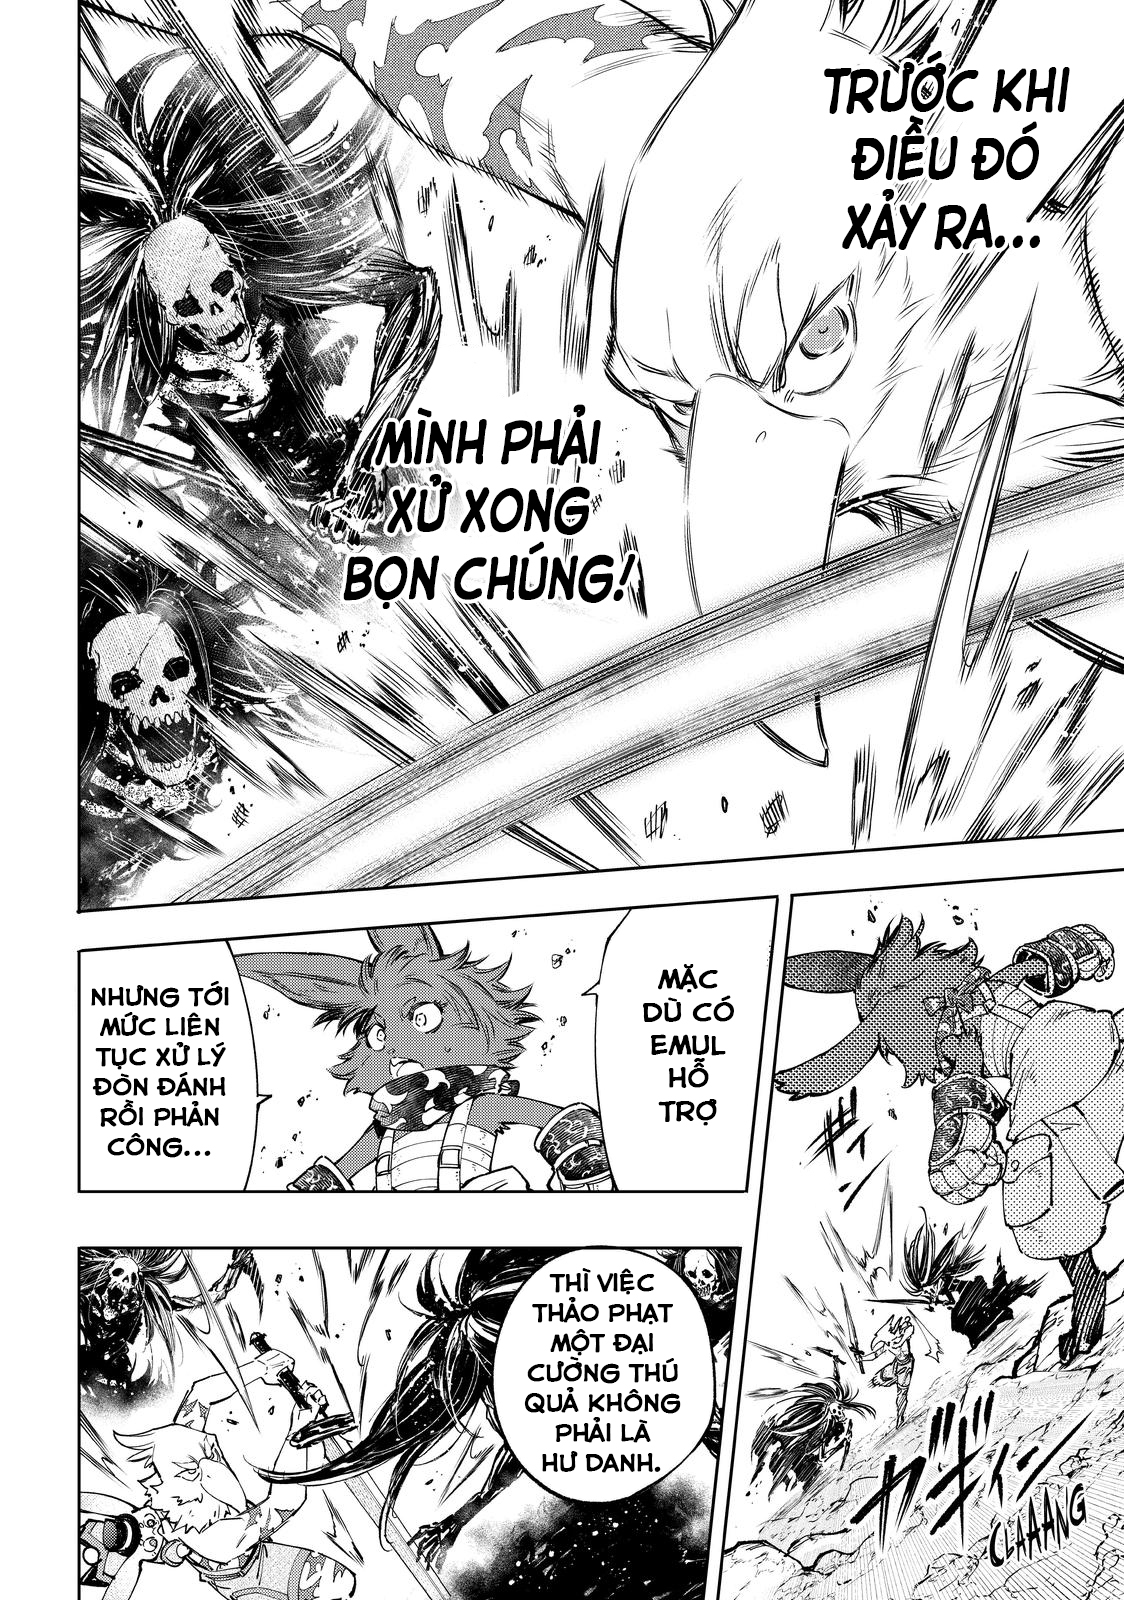 TRƯỚC KHI
ĐIỀU ĐÓ
XẢY RA...
MÌNH PHẢI
XỬ XONG
BỌN CHÚNG!
MẶC
DÙ CÓ
EMUL
HỖ
TRỢ
NHƯNG TỚI
MỨC LIÊN
TỤC XỬ LÝ
ĐÒN ĐÁNH
RỒI PHẢN
CÔNG...
ガギィン
CLAAANG
THÌ VIỆC
THẢO PHẠT
MỘT ĐẠI
CƯỜNG THÚ
QUẢ KHÔNG
PHẢI LÀ
HƯ DANH.